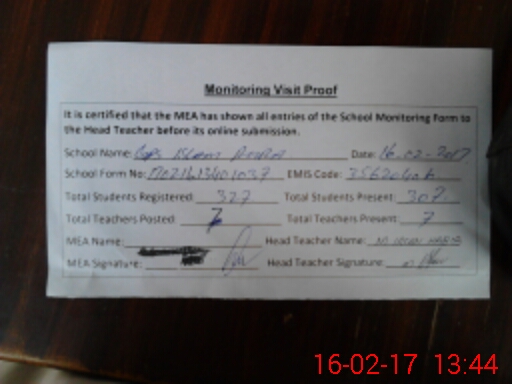 Monitoring Visit Proof
It is certified that the MEA has shown all entries of the School Monitoring Form to
the Head Teacher before its online submission.
School Name: GGPS Date: 16-02-2017
School Form No: EMIS Code: 35620406
Total Students Registered: 327 Total Students Present: 307
Total Teachers Posted: 7 Total Teachers Present: 7
MEA Name: Head Teacher Name:
MEA Signature: Head Teacher Signature:
16-02-17 13:44